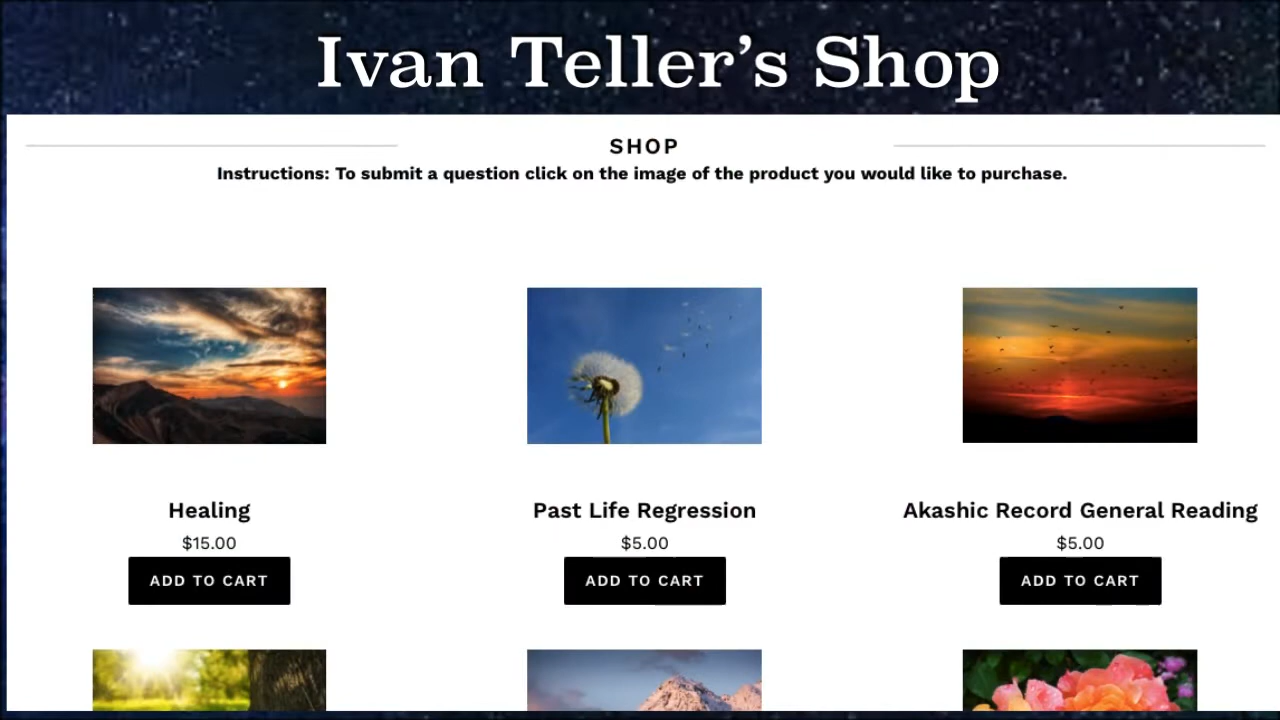 Ivan Teller’s Shop
SHOP
Instructions: To submit a question click on the image of the product you would like to purchase.
Healing
$15.00
ADD TO CART
Past Life Regression
$5.00
ADD TO CART
Akashic Record General Reading
$5.00
ADD TO CART